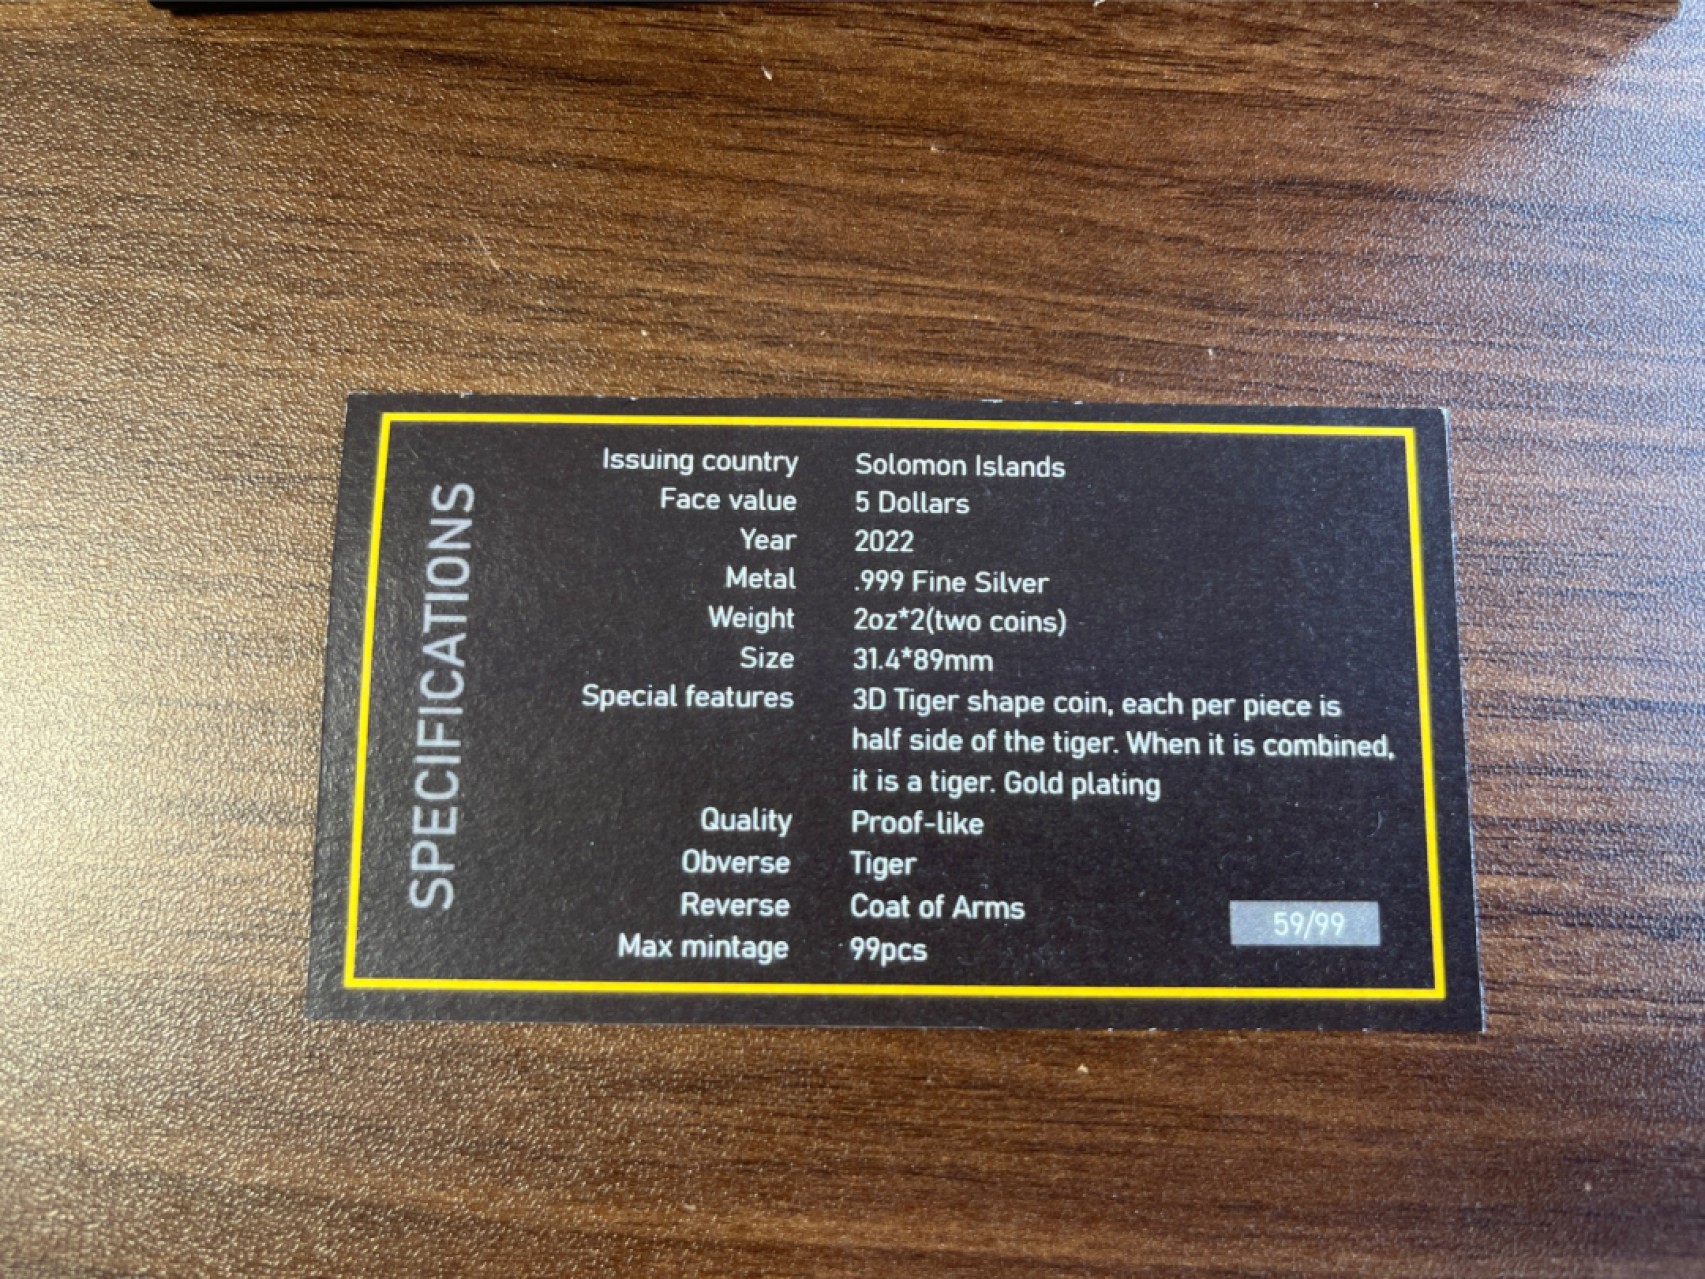 SPECIFICATIONS
Issuing country Solomon Islands
Face value 5 Dollars
Year 2022
Metal .999 Fine Silver
Weight 2oz*2(two coins)
Size 31.4*89mm
Special features 3D Tiger shape coin, each per piece is
half side of the tiger. When it is combined,
it is a tiger. Gold plating
Quality Proof-like
Obverse Tiger
Reverse Coat of Arms
Max mintage 99pcs
59/99